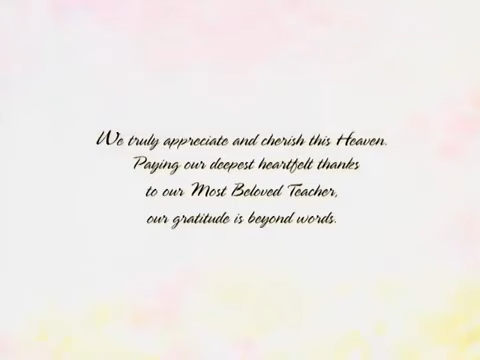 We truly appreciate and cherish this Heaven.
Paying our deepest heartfelt thanks
to our Most Beloved Teacher,
our gratitude is beyond words.